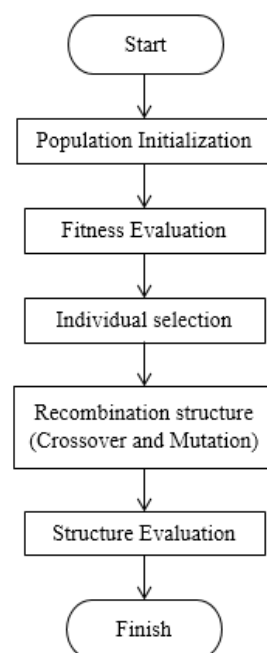 Start
Population Initialization
Fitness Evaluation
Individual selection
Recombination structure
(Crossover and Mutation)
Structure Evaluation
Finish